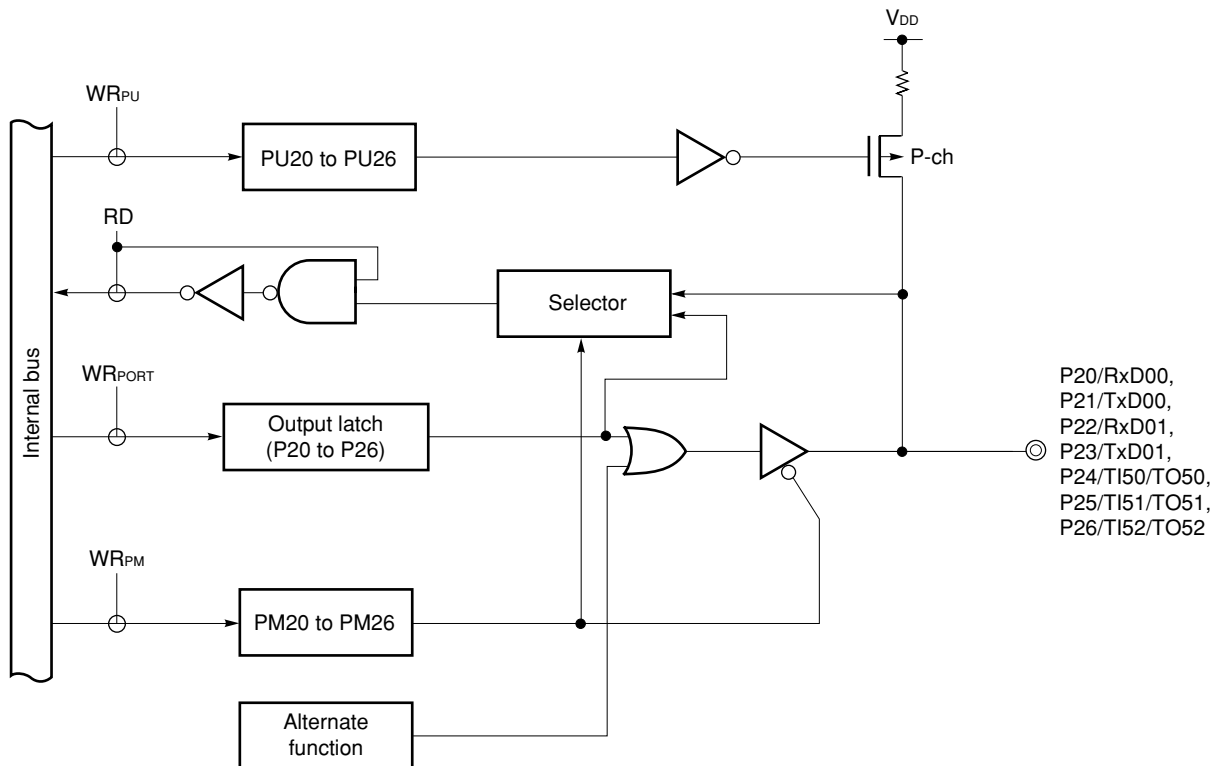 VDD
WRPU
PU20 to PU26
P-ch
RD
Selector
Internal bus
WRPORT
Output latch
(P20 to P26)
P20/RxD00,
P21/TxD00,
P22/RxD01,
P23/TxD01,
P24/TI50/TO50,
P25/TI51/TO51,
P26/TI52/TO52
WRPM
PM20 to PM26
Alternate
function